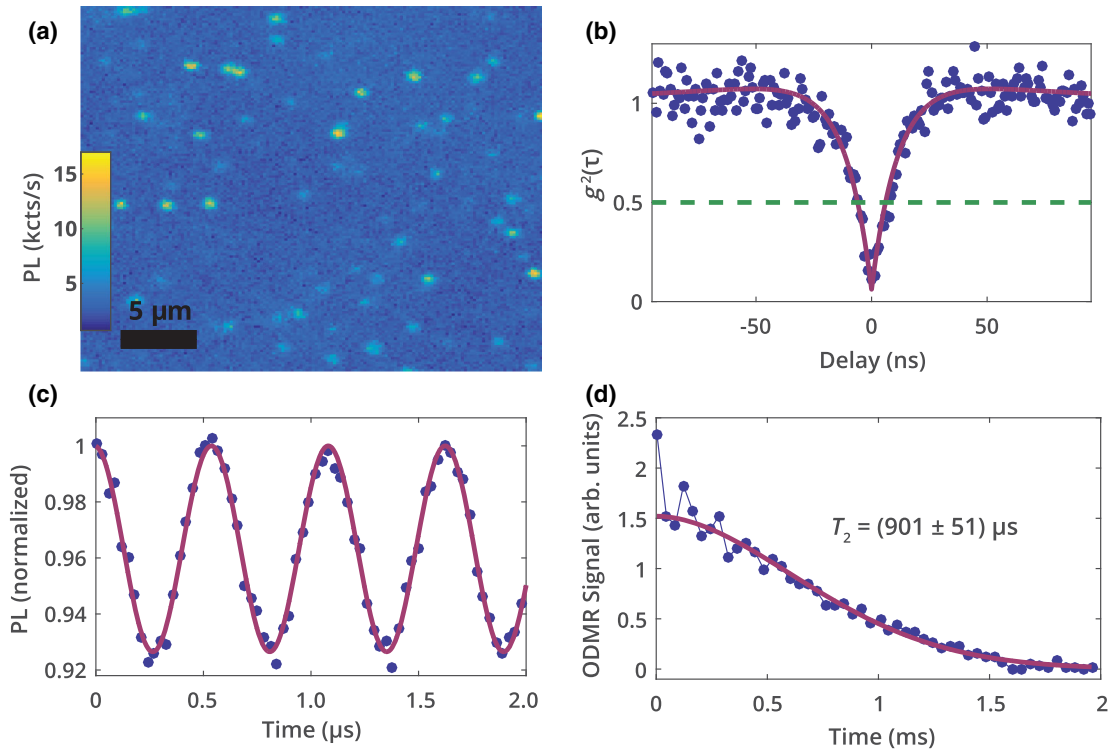 (a)
PL (kcts/s)
15
10
5
5 µm
(b)
g²(τ)
1
0.5
0
-50
0
50
Delay (ns)
(c)
PL (normalized)
1
0.98
0.96
0.94
0.92
0
0.5
1.0
1.5
2.0
Time (µs)
(d)
ODMR Signal (arb. units)
2.5
2
1.5
1
0.5
0
T₂ = (901 ± 51) µs
0
0.5
1
1.5
2
Time (ms)